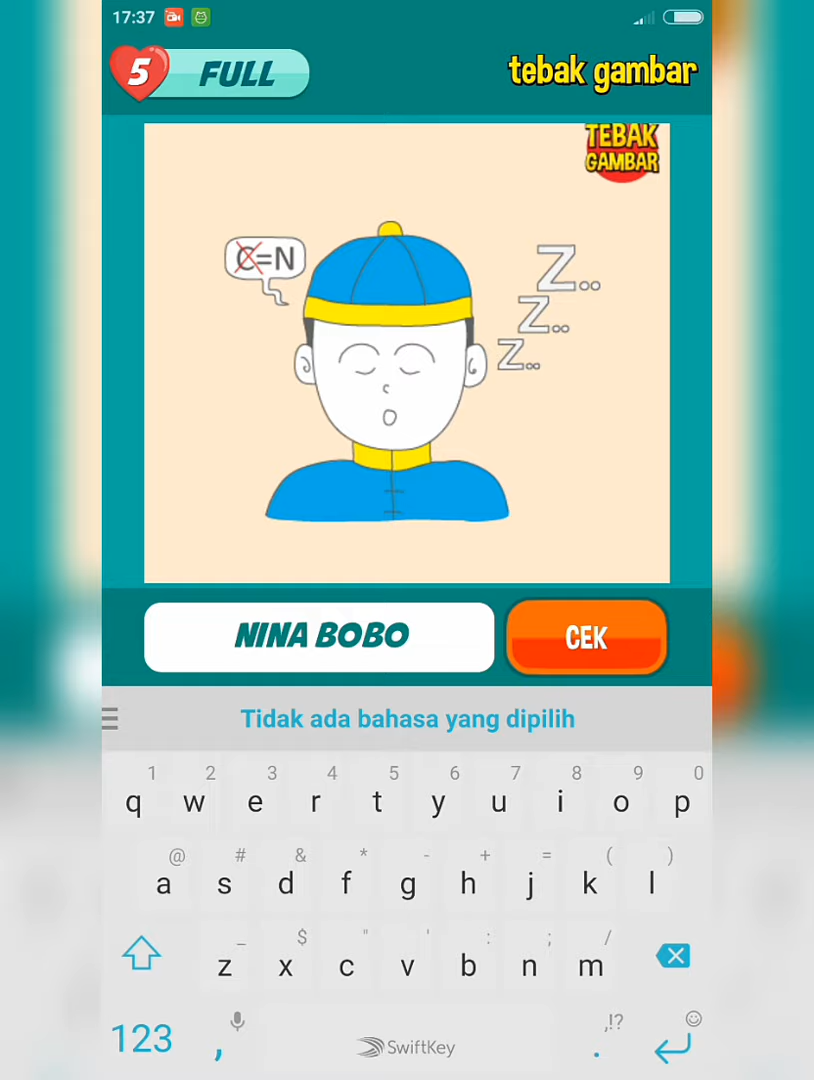 17:37
5 FULL
tebak gambar
TEBAK
GAMBAR
C=N
Z..
Z..
Z..
NINA BOBO
CEK
Tidak ada bahasa yang dipilih
1 2 3 4 5 6 7 8 9 0
q w e r t y u i o p
@ # & * - + = ( )
a s d f g h j k l
_ $ " ' : ; /
z x c v b n m
123 , SwiftKey ,!? .